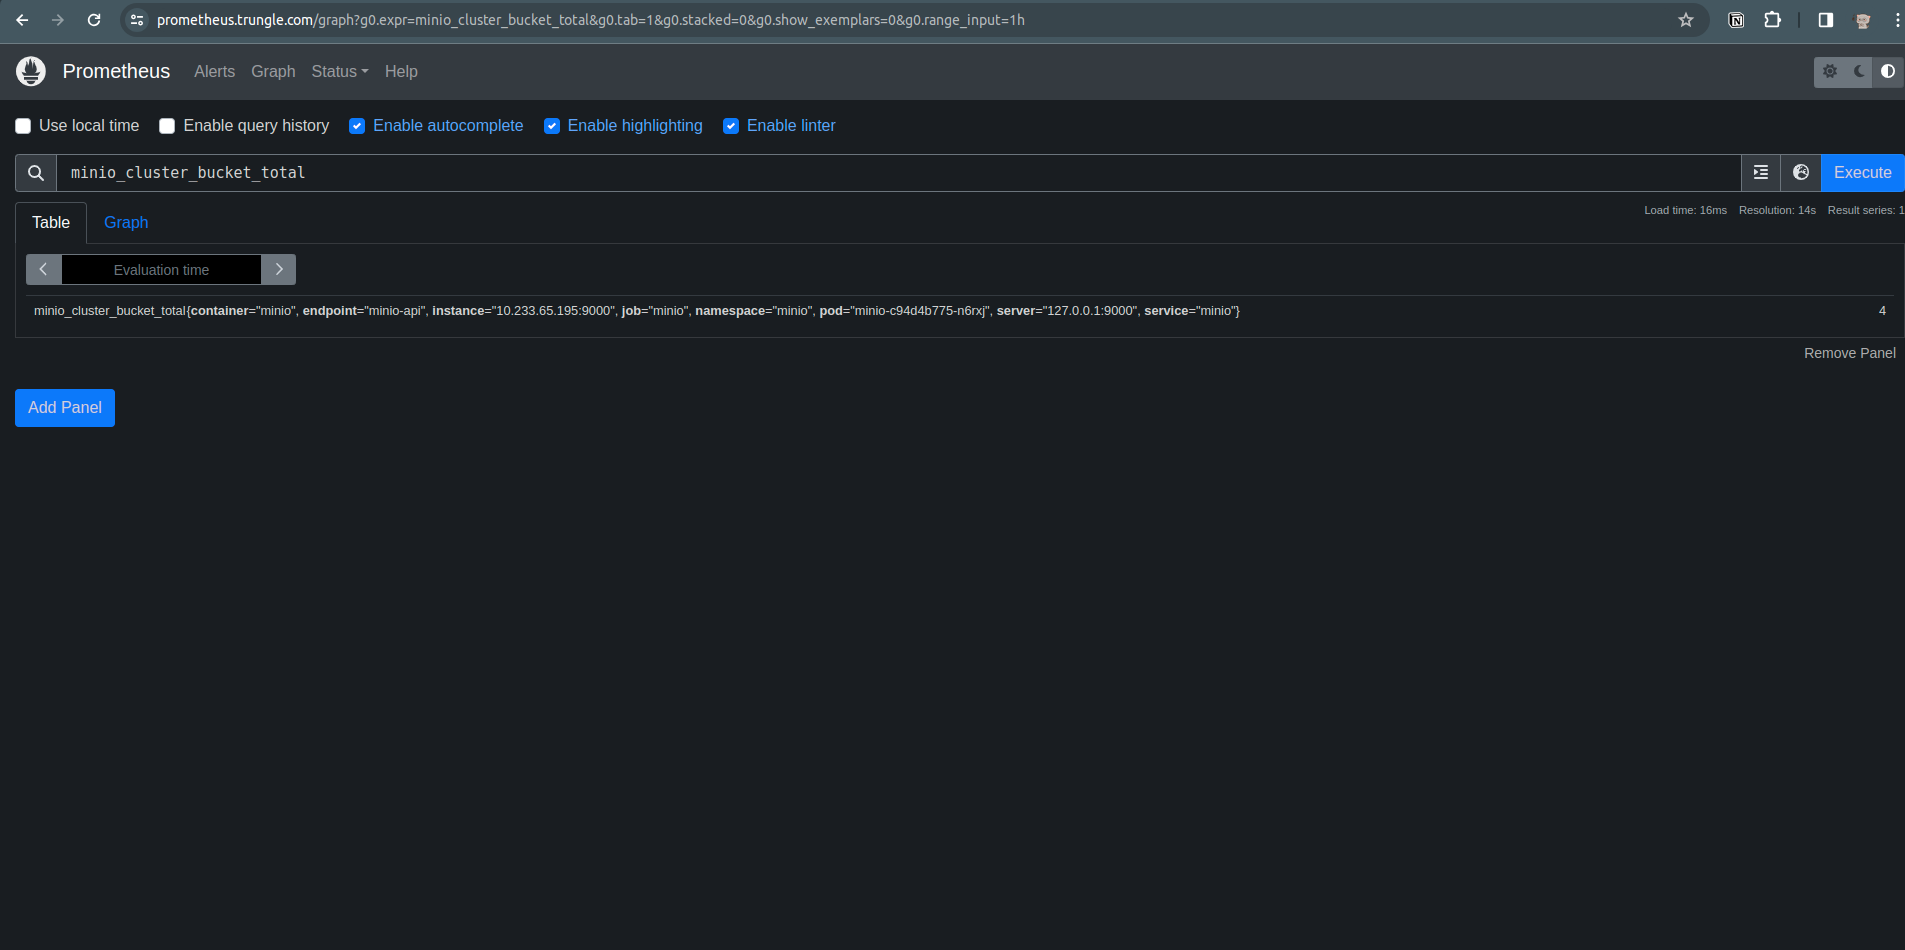 prometheus.trungle.com/graph?g0.expr=minio_cluster_bucket_total&g0.tab=1&g0.stacked=0&g0.show_exemplars=0&g0.range_input=1h
Prometheus Alerts Graph Status Help
Use local time Enable query history Enable autocomplete Enable highlighting Enable linter
minio_cluster_bucket_total Execute
Table Graph Load time: 16ms Resolution: 14s Result series: 1
Evaluation time
minio_cluster_bucket_total{container="minio", endpoint="minio-api", instance="10.233.65.195:9000", job="minio", namespace="minio", pod="minio-c94d4b775-n6rxj", server="127.0.0.1:9000", service="minio"} 4
Remove Panel
Add Panel